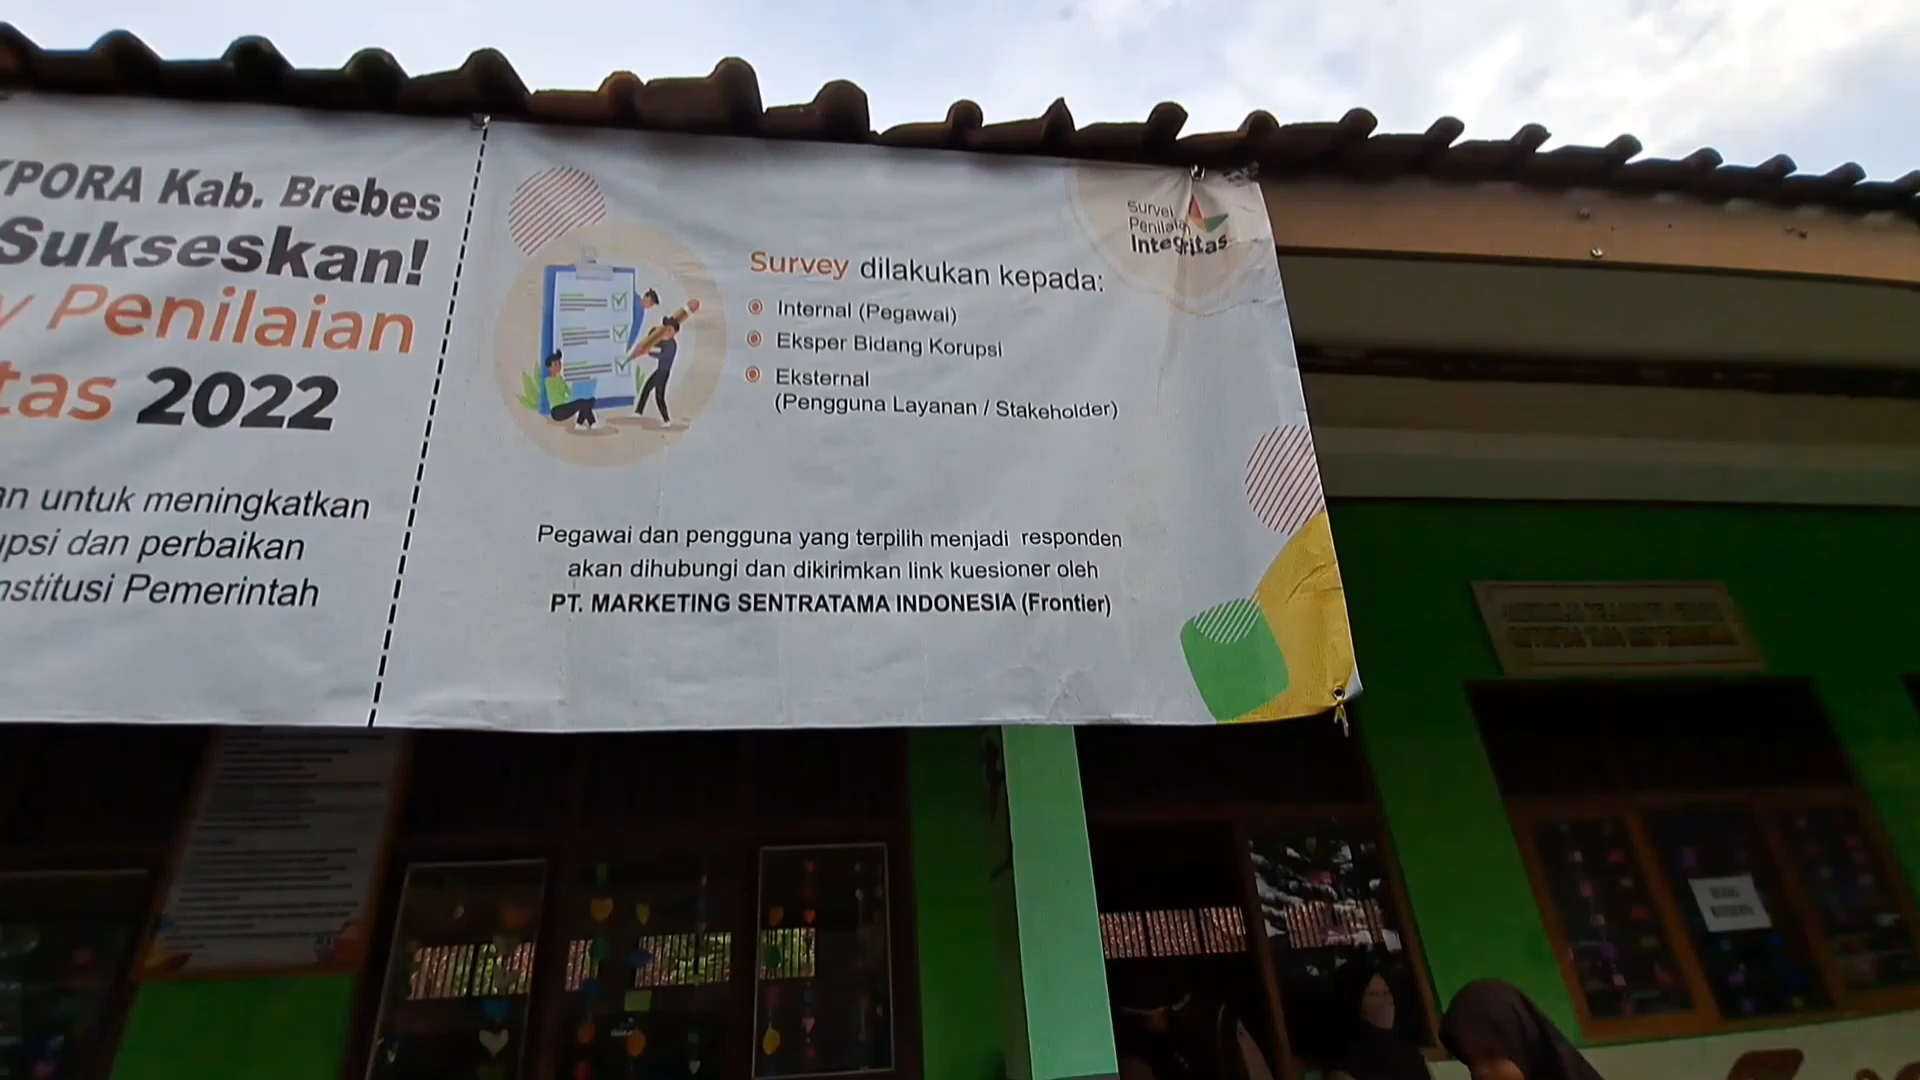 PORA Kab. Brebes
Sukseskan!
Penilaian
tas 2022
an untuk meningkatkan
upsi dan perbaikan
nstitusi Pemerintah
Survei
Penilaian
Integritas
Survey dilakukan kepada:
Internal (Pegawai)
Eksper Bidang Korupsi
Eksternal
(Pengguna Layanan / Stakeholder)
Pegawai dan pengguna yang terpilih menjadi responden
akan dihubungi dan dikirimkan link kuesioner oleh
PT. MARKETING SENTRATAMA INDONESIA (Frontier)